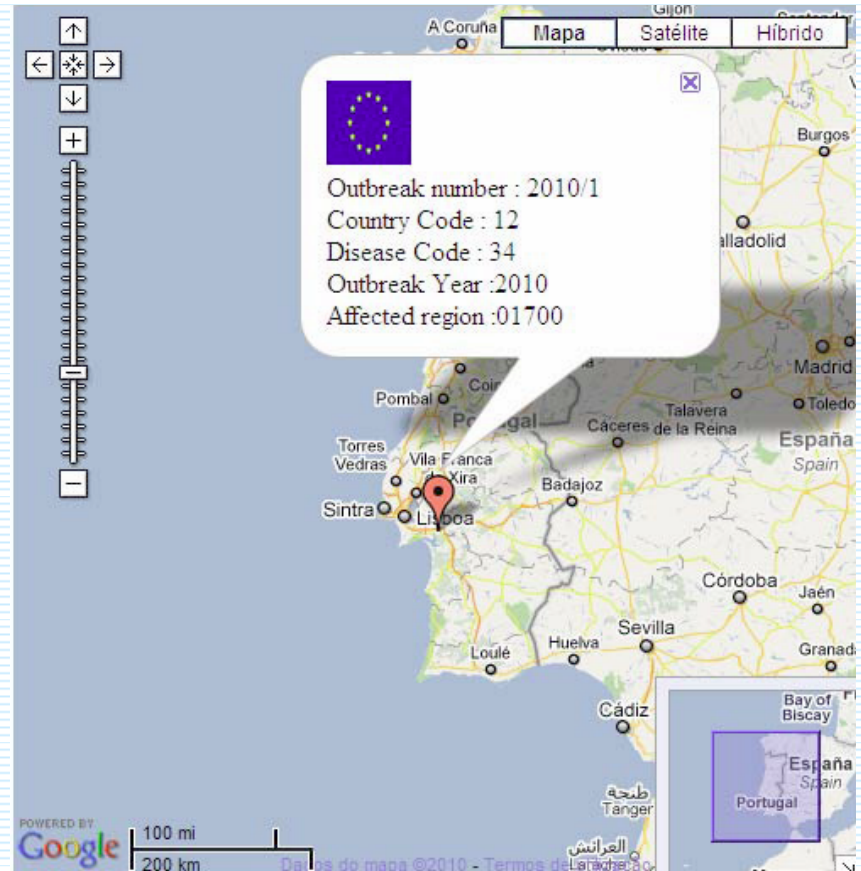 Gijon
A Coruña
Mapa
Satélite
Híbrido
Burgos
Outbreak number : 2010/1
Country Code : 12
Disease Code : 34
Outbreak Year :2010
Affected region :01700
alladolid
Madrid
Pombal
Portugal
Talavera
de la Reina
Toledo
Cáceres
España
Spain
Torres
Vedras
Vila Franca
de Xira
Badajoz
Sintra
Lisboa
Córdoba
Jaén
Sevilla
Huelva
Granad
Loulé
Cádiz
Bay of
Biscay
España
Spain
Portugal
طنجة
Tanger
العرائش
POWERED BY
Google
100 mi
200 km
Dados do mapa ©2010 - Termos de